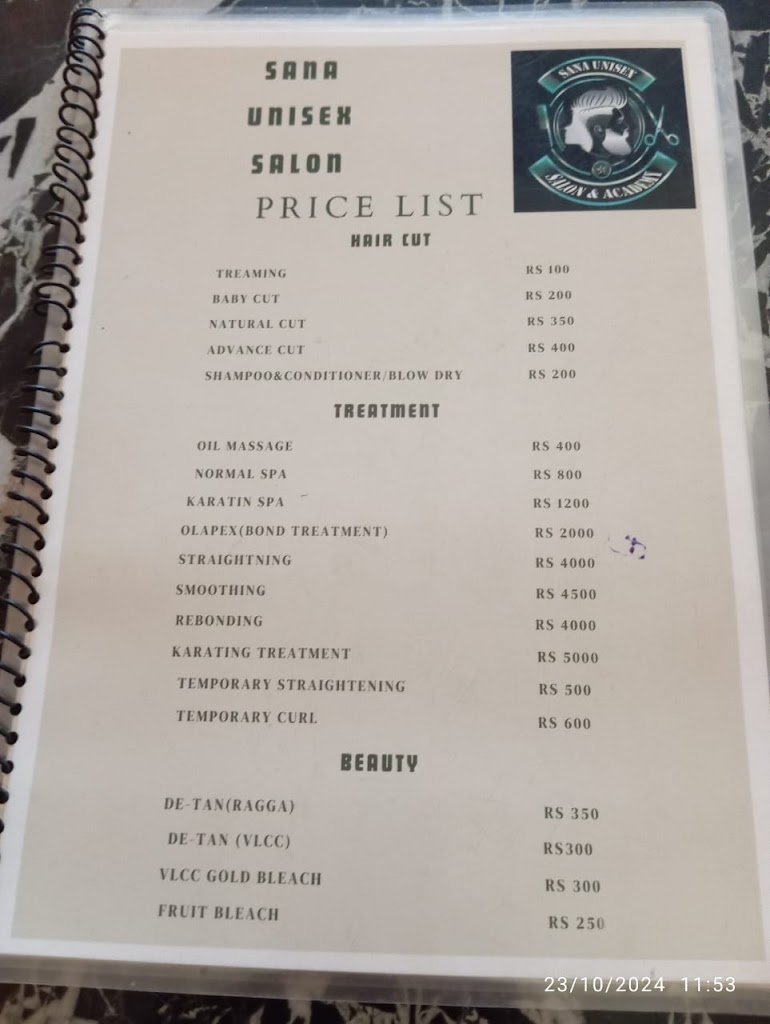 SANA
UNISEX
SALON
PRICE LIST
SANA UNISEX
SALON & ACADEMY
HAIR CUT
TREAMING RS 100
BABY CUT RS 200
NATURAL CUT RS 350
ADVANCE CUT RS 400
SHAMPOO&CONDITIONER/BLOW DRY RS 200
TREATMENT
OIL MASSAGE RS 400
NORMAL SPA RS 800
KARATIN SPA RS 1200
OLAPEX(BOND TREATMENT) RS 2000
STRAIGHTNING RS 4000
SMOOTHING RS 4500
REBONDING RS 4000
KARATING TREATMENT RS 5000
TEMPORARY STRAIGHTENING RS 500
TEMPORARY CURL RS 600
BEAUTY
DE-TAN(RAGGA) RS 350
DE-TAN (VLCC) RS300
VLCC GOLD BLEACH RS 300
FRUIT BLEACH RS 250
23/10/2024 11:53